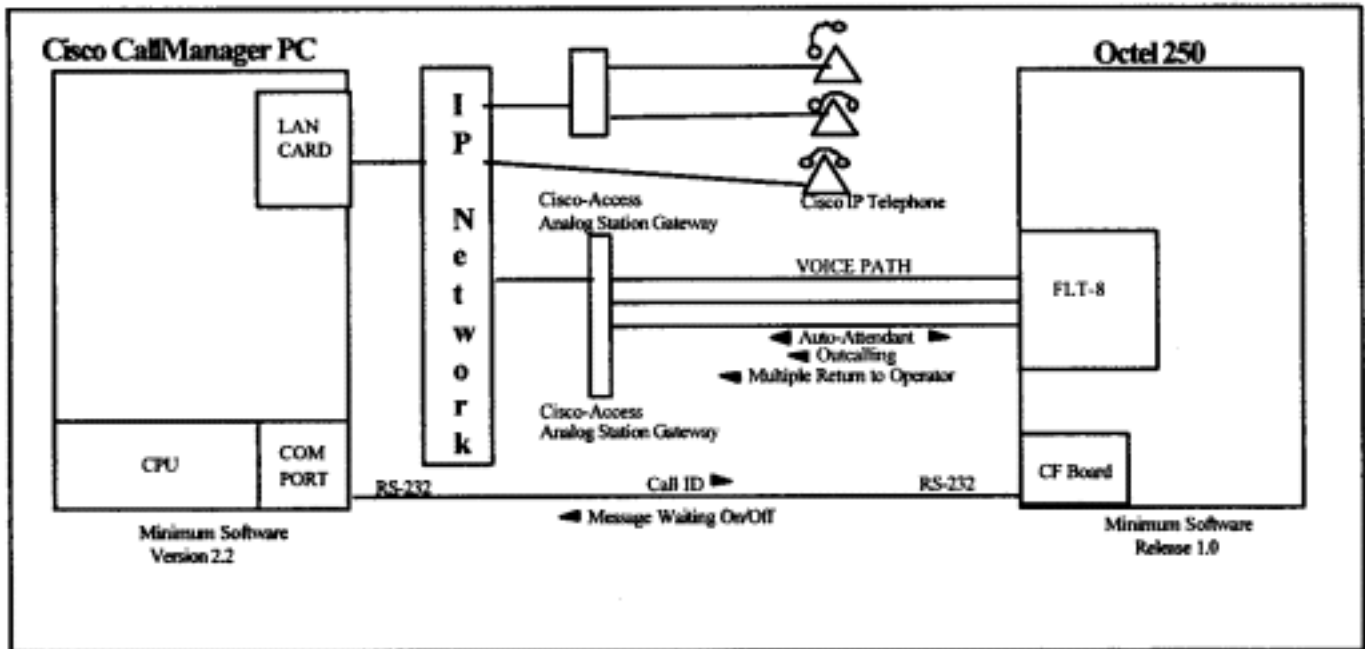 Cisco CallManager PC
Octel 250
LAN
CARD
IP Network
Cisco IP Telephone
Cisco-Access
Analog Station Gateway
VOICE PATH
FLT-8
Auto-Attendant
Outcalling
Multiple Return to Operator
Cisco-Access
Analog Station Gateway
CPU
COM
PORT
RS-232
Call ID
RS-232
CF Board
Message Waiting On/Off
Minimum Software
Version 2.2
Minimum Software
Release 1.0